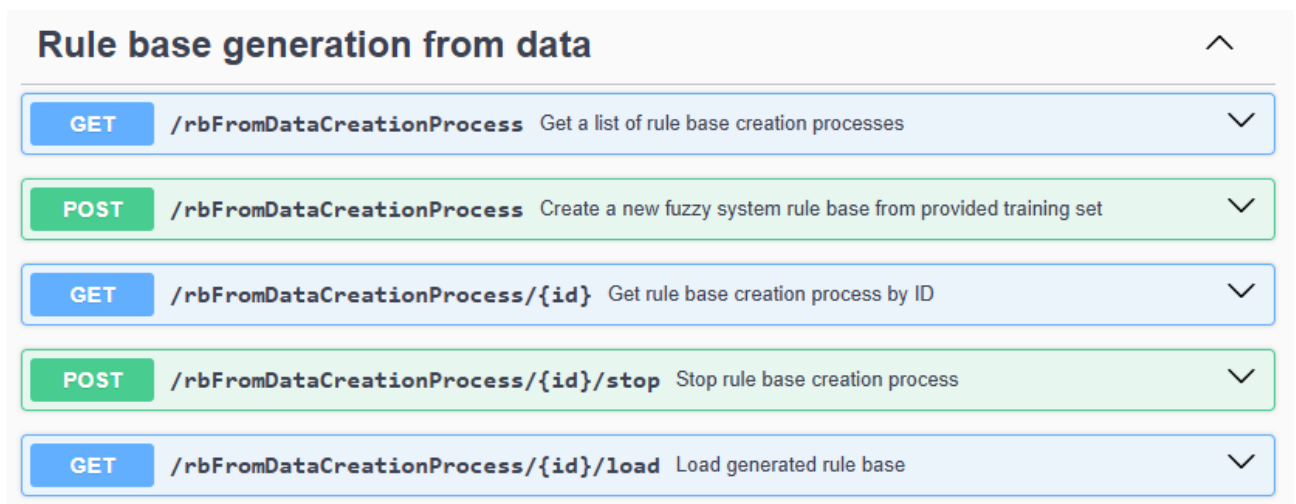 Rule base generation from data
GET /rbFromDataCreationProcess Get a list of rule base creation processes
POST /rbFromDataCreationProcess Create a new fuzzy system rule base from provided training set
GET /rbFromDataCreationProcess/{id} Get rule base creation process by ID
POST /rbFromDataCreationProcess/{id}/stop Stop rule base creation process
GET /rbFromDataCreationProcess/{id}/load Load generated rule base